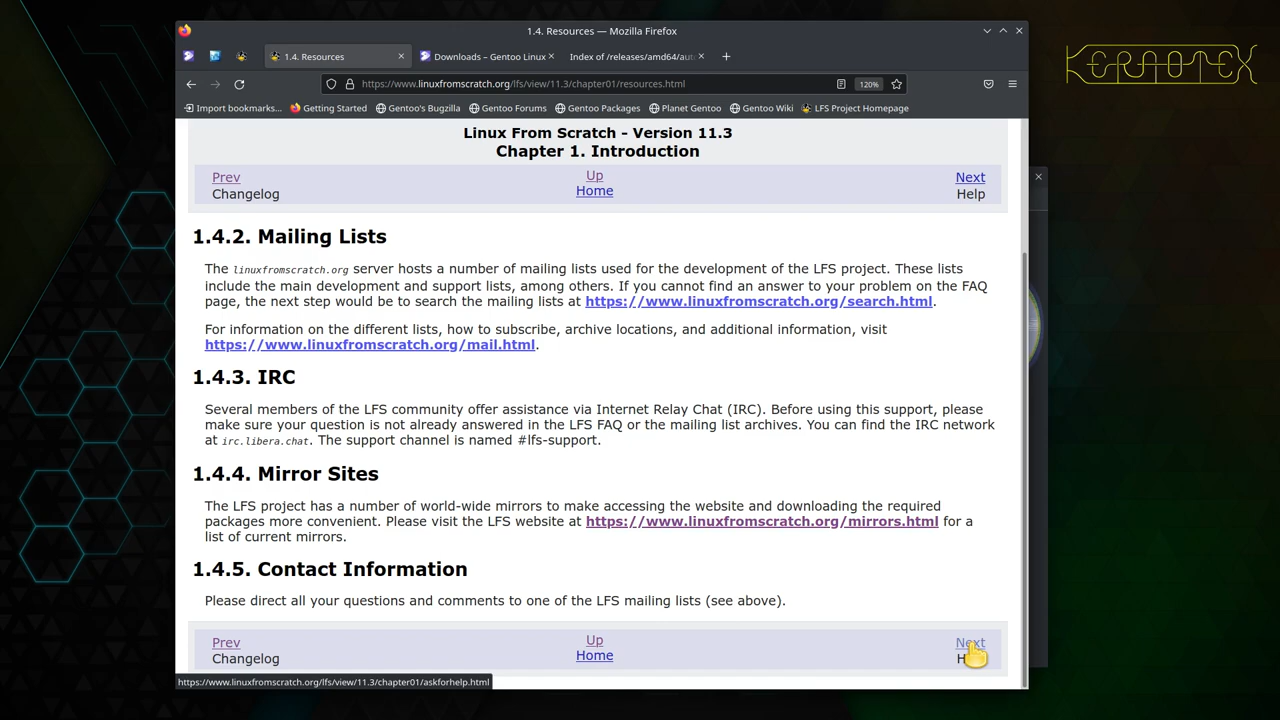 1.4. Resources — Mozilla Firefox
1.4. Resources
Downloads – Gentoo Linux
Index of /releases/amd64/aut
https://www.linuxfromscratch.org/lfs/view/11.3/chapter01/resources.html
120%
Import bookmarks...
Getting Started
Gentoo's Bugzilla
Gentoo Forums
Gentoo Packages
Planet Gentoo
Gentoo Wiki
LFS Project Homepage
KERAOTEX
Linux From Scratch - Version 11.3
Chapter 1. Introduction
Prev
Up
Next
Changelog
Home
Help
1.4.2. Mailing Lists
The linuxfromscratch.org server hosts a number of mailing lists used for the development of the LFS project. These lists
include the main development and support lists, among others. If you cannot find an answer to your problem on the FAQ
page, the next step would be to search the mailing lists at https://www.linuxfromscratch.org/search.html.
For information on the different lists, how to subscribe, archive locations, and additional information, visit
https://www.linuxfromscratch.org/mail.html.
1.4.3. IRC
Several members of the LFS community offer assistance via Internet Relay Chat (IRC). Before using this support, please
make sure your question is not already answered in the LFS FAQ or the mailing list archives. You can find the IRC network
at irc.libera.chat. The support channel is named #lfs-support.
1.4.4. Mirror Sites
The LFS project has a number of world-wide mirrors to make accessing the website and downloading the required
packages more convenient. Please visit the LFS website at https://www.linuxfromscratch.org/mirrors.html for a
list of current mirrors.
1.4.5. Contact Information
Please direct all your questions and comments to one of the LFS mailing lists (see above).
Prev
Up
Next
Changelog
Home
https://www.linuxfromscratch.org/lfs/view/11.3/chapter01/askforhelp.html